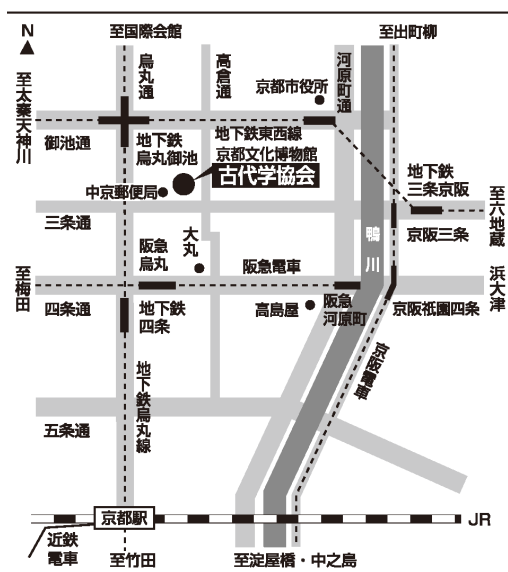 N
至国際会館
至出町柳
烏丸通
高倉通
河原町通
京都市役所
至太秦天神川
御池通
地下鉄
烏丸御池
地下鉄東西線
京都文化博物館
古代学協会
中京郵便局
地下鉄
三条京阪
至六地蔵
三条通
京阪三条
鴨川
大丸
阪急
烏丸
阪急電車
至梅田
四条通
地下鉄
四条
高島屋
阪急
河原町
京阪祇園四条
浜大津
京阪電車
地下鉄烏丸線
五条通
京都駅
JR
近鉄
電車
至竹田
至淀屋橋・中之島